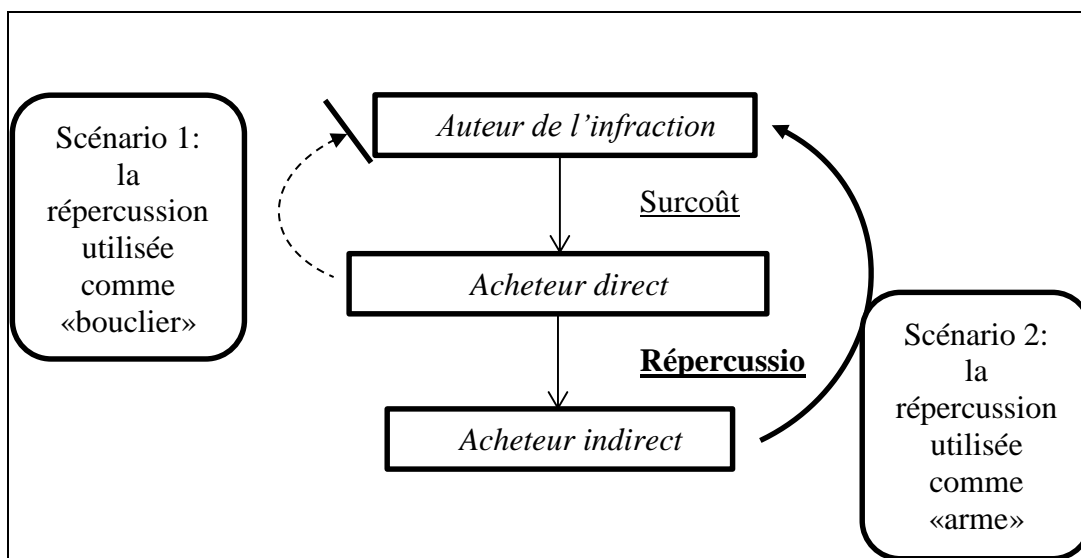 Scénario 1:
la
répercussion
utilisée
comme
«bouclier»
Auteur de l’infraction
Surcoût
Acheteur direct
Répercussio
Acheteur indirect
Scénario 2:
la
répercussion
utilisée
comme
«arme»